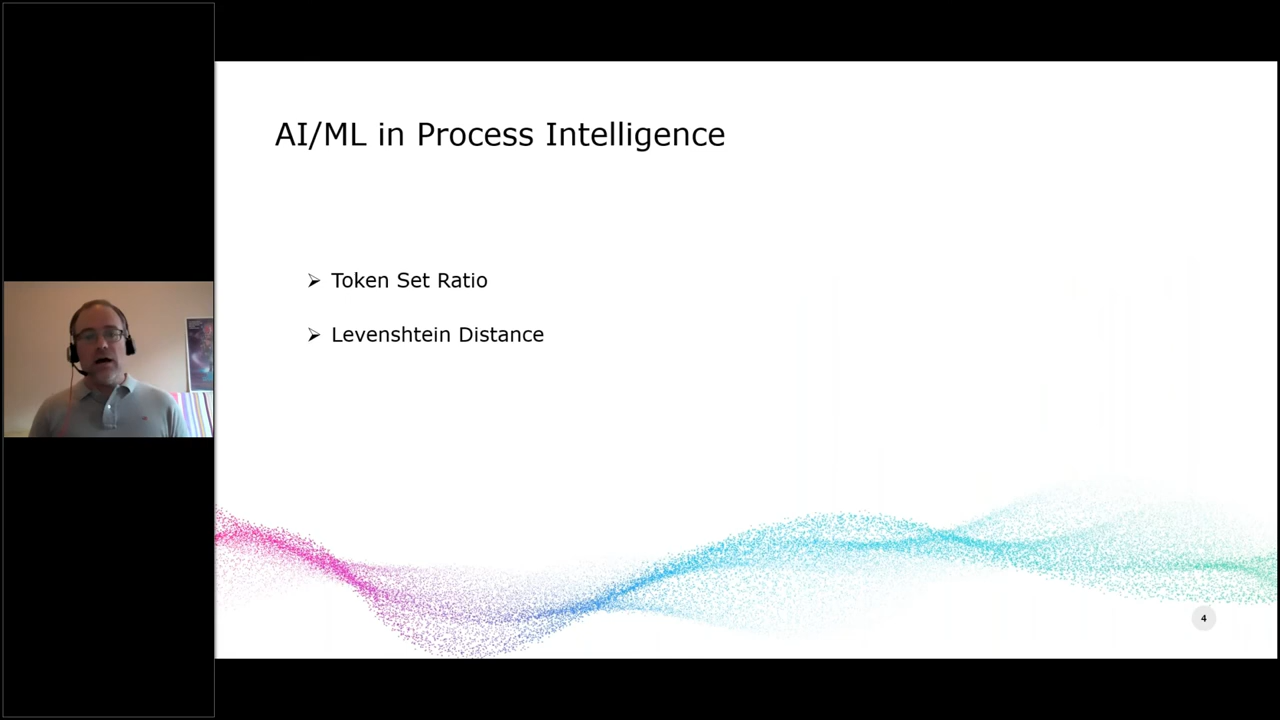 AI/ML in Process Intelligence
➢ Token Set Ratio
➢ Levenshtein Distance
4